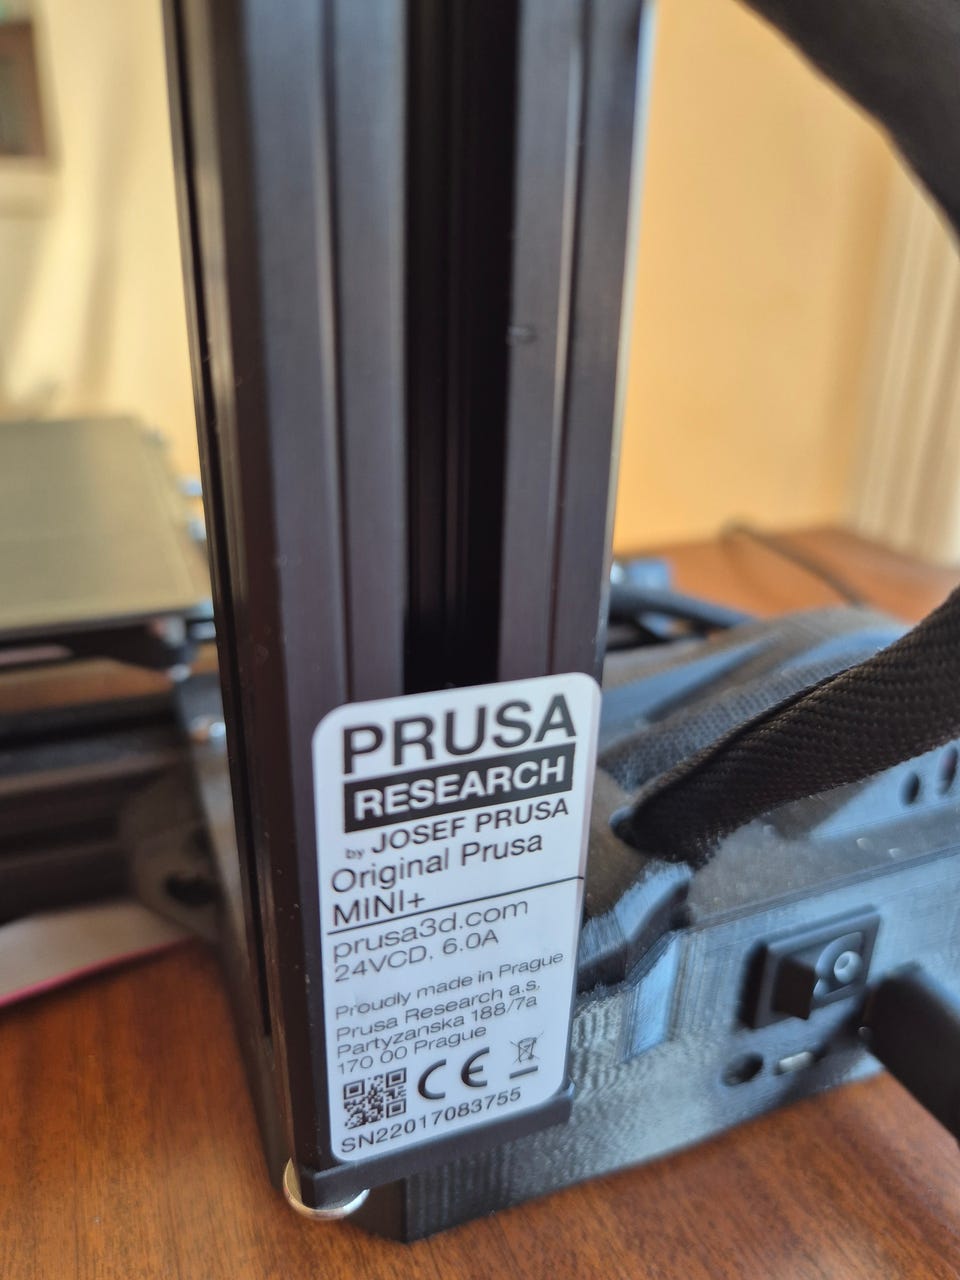 PRUSA
RESEARCH
by JOSEF PRUSA
Original Prusa
MINI+
prusa3d.com
24VCD, 6.0A
Proudly made in Prague
Prusa Research a.s.
Partyzanska 188/7a
170 00 Prague
CE
SN22017083755